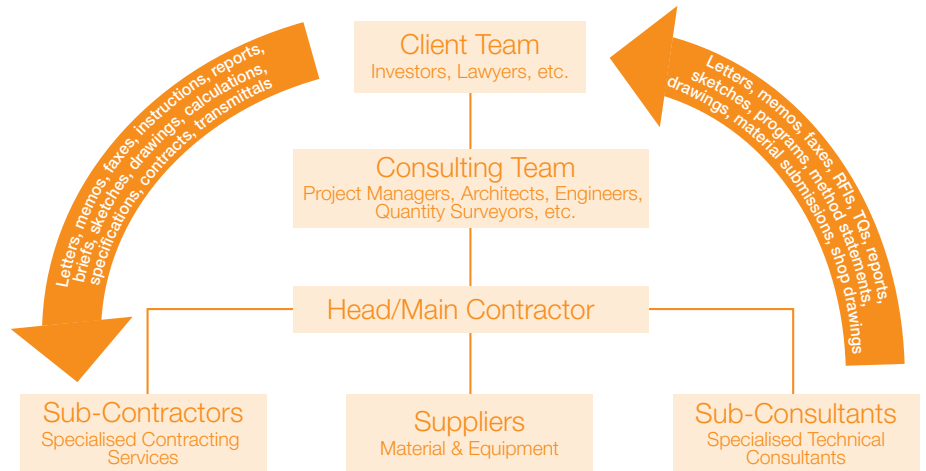 Client Team
Investors, Lawyers, etc.
Letters, memos, faxes, instructions, reports,
briefs, sketches, drawings, calculations,
specifications, contracts, transmittals
Letters, memos, faxes, RFIs, TQs, reports,
sketches, programs, method statements,
drawings, material submissions, shop drawings
Consulting Team
Project Managers, Architects, Engineers,
Quantity Surveyors, etc.
Head/Main Contractor
Sub-Contractors
Specialised Contracting
Services
Suppliers
Material & Equipment
Sub-Consultants
Specialised Technical
Consultants